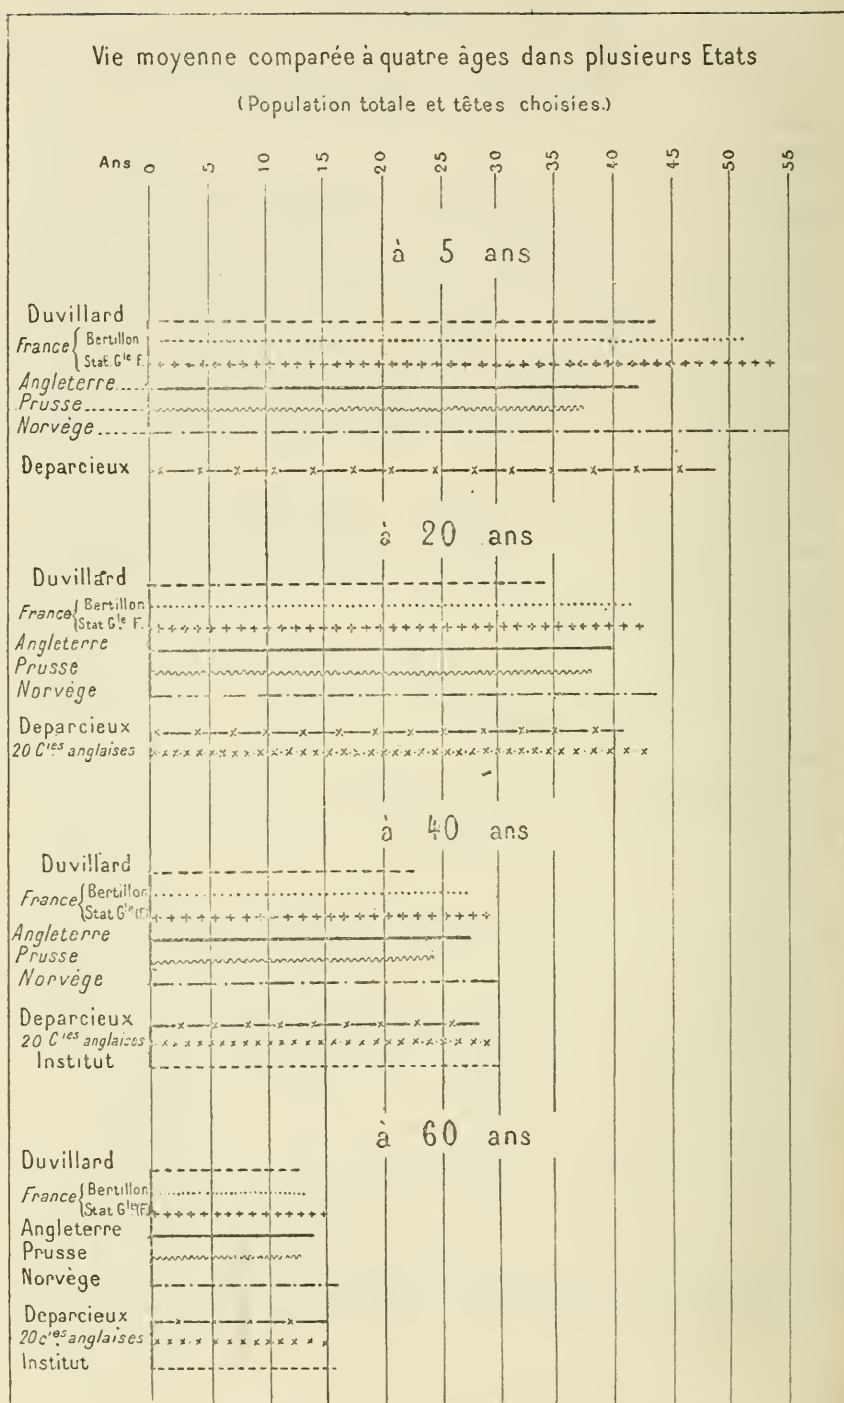 Vie moyenne comparée à quatre âges dans plusieurs Etats
(Population totale et têtes choisies.)
Ans 0 5 10 15 20 25 30 35 40 45 50 55
à 5 ans
Duvillard
France { Bertillon
Stat. Gle F.
Angleterre
Prusse
Norvège
Deparcieux
à 20 ans
Duvillard
France { Bertillon
Stat Gle F.
Angleterre
Prusse
Norvège
Deparcieux
20 Cies anglaises
à 40 ans
Duvillard
France { Bertillon
Stat Gle (F.)
Angleterre
Prusse
Norvège
Deparcieux
20 Cies anglaises
Institut
à 60 ans
Duvillard
France { Bertillon
Stat Gle (F.)
Angleterre
Prusse
Norvège
Deparcieux
20 cies anglaises
Institut